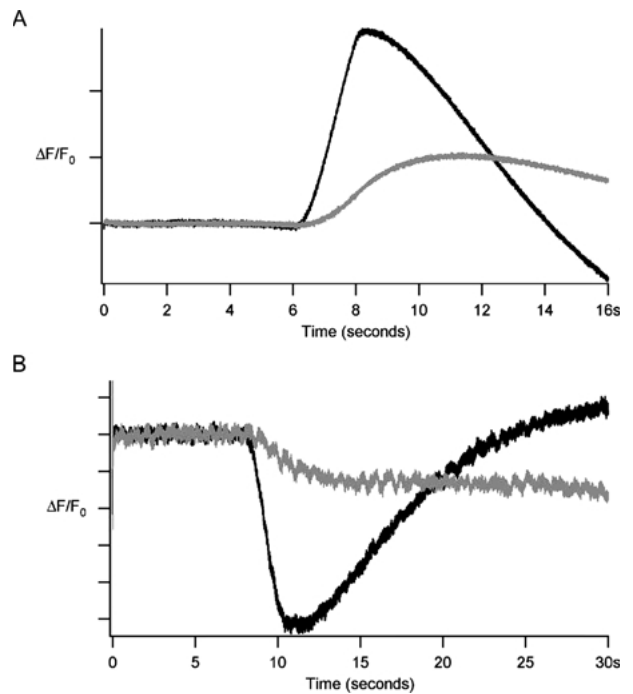 A
ΔF/F0
0 2 4 6 8 10 12 14 16s
Time (seconds)
B
ΔF/F0
0 5 10 15 20 25 30s
Time (seconds)